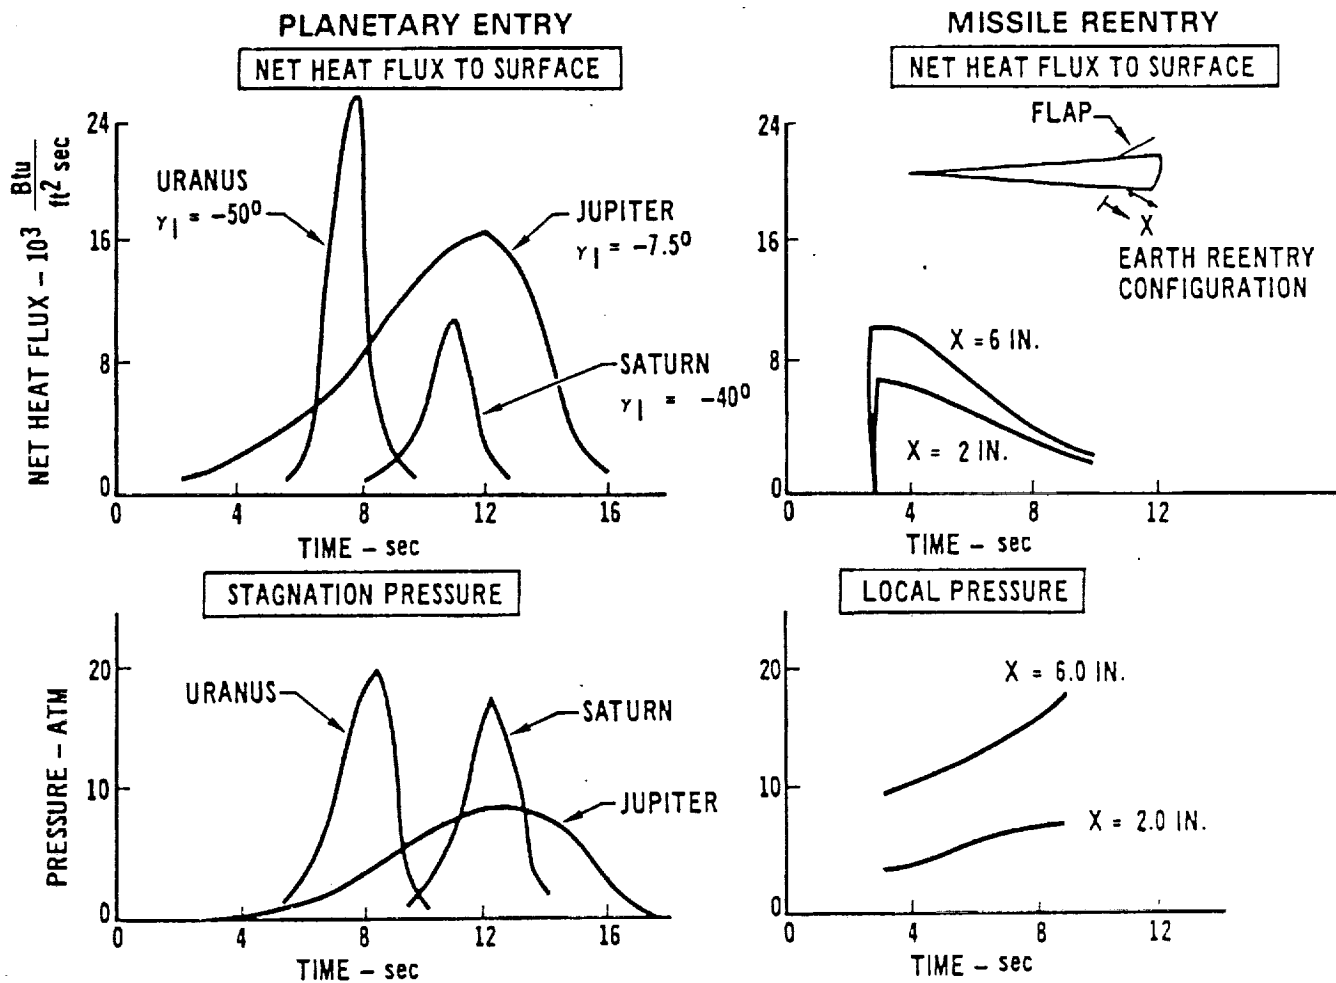 PLANETARY ENTRY
NET HEAT FLUX TO SURFACE
NET HEAT FLUX – 10³ Btu/ft² sec
24
16
8
0
URANUS
γI = -50⁰
JUPITER
γI = -7.5⁰
SATURN
γI = -40⁰
0 4 8 12 16
TIME – sec
MISSILE REENTRY
NET HEAT FLUX TO SURFACE
24
16
8
0
FLAP
X
EARTH REENTRY
CONFIGURATION
X = 6 IN.
X = 2 IN.
0 4 8 12
TIME – sec
STAGNATION PRESSURE
PRESSURE – ATM
20
10
0
URANUS
SATURN
JUPITER
0 4 8 12 16
TIME – sec
LOCAL PRESSURE
20
10
0
X = 6.0 IN.
X = 2.0 IN.
0 4 8 12
TIME – sec